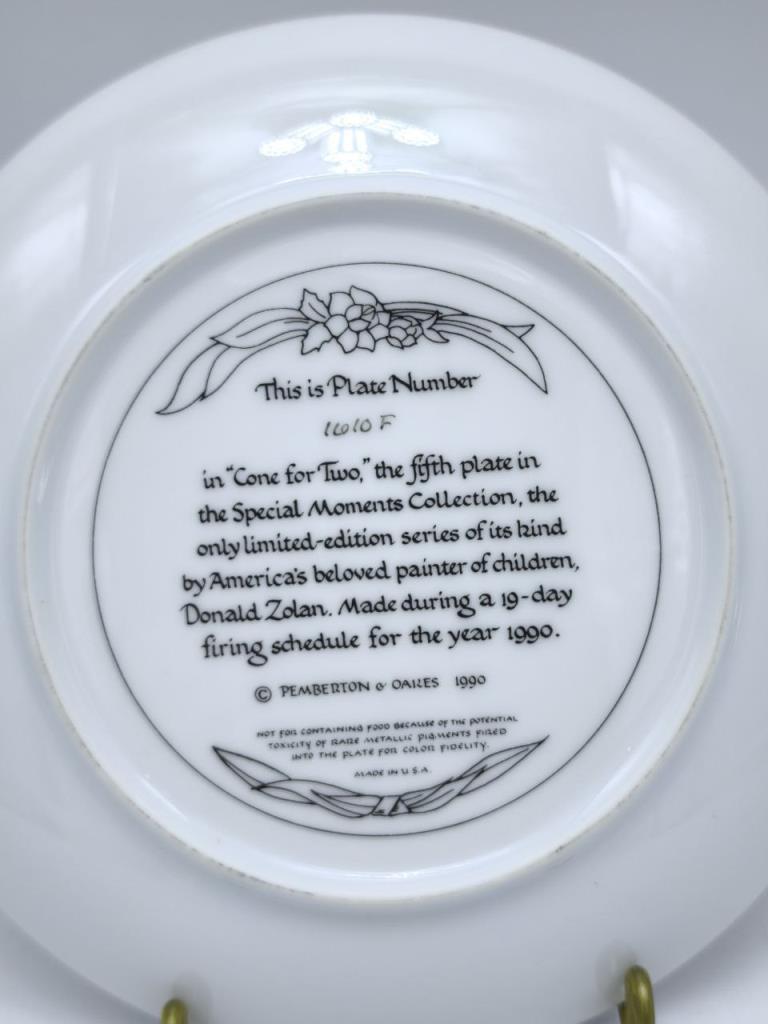 This is Plate Number
1610 F
in "Cone for Two," the fifth plate in
the Special Moments Collection, the
only limited-edition series of its kind
by America's beloved painter of children,
Donald Zolan. Made during a 19-day
firing schedule for the year 1990.
© PEMBERTON & OAKES 1990
NOT FOR CONTAINING FOOD BECAUSE OF THE POTENTIAL
TOXICITY OF RARE METALLIC PIGMENTS FIRED
INTO THE PLATE FOR COLOR FIDELITY.
MADE IN U.S.A.